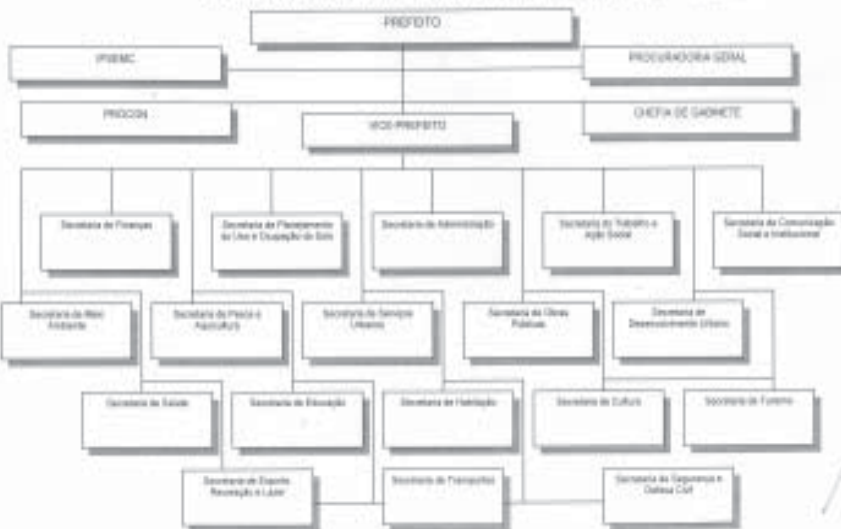 PREFEITO
PROCURADORIA GERAL
PROCON
CHEFIA DE GABINETE
VICE-PREFEITO
Secretaria de Finanças
Secretaria de Planejamento
do Uso e Ocupação do Solo
Secretaria de Administração
Secretaria do Trabalho e
Ação Social
Secretaria de Comunicação
Social e Institucional
Secretaria do Meio
Ambiente
Secretaria da Pesca e
Aquicultura
Secretaria de Serviços
Urbanos
Secretaria de Obras
Públicas
Secretaria de
Desenvolvimento Urbano
Secretaria de Saúde
Secretaria de Educação
Secretaria de Habitação
Secretaria de Cultura
Secretaria de Turismo
Secretaria de Esporte
Recreação e Lazer
Secretaria de Transportes
Secretaria de Segurança e
Defesa Civil